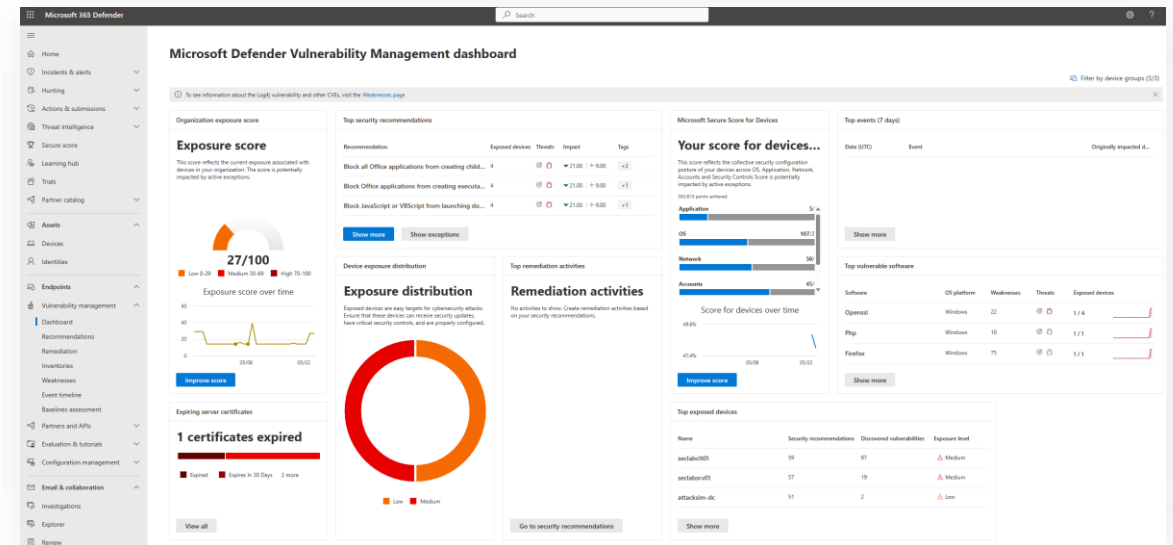 Microsoft 365 Defender
Search
?
Home
Incidents & alerts
Hunting
Actions & submissions
Threat intelligence
Secure score
Learning hub
Trials
Partner catalog
Assets
Devices
Identities
Endpoints
Vulnerability management
Dashboard
Recommendations
Remediation
Inventories
Weaknesses
Event timeline
Baselines assessment
Partners and APIs
Evaluation & tutorials
Configuration management
Email & collaboration
Investigations
Explorer
Review
Microsoft Defender Vulnerability Management dashboard
Filter by device groups (3/3)
To see information about the Log4j vulnerability and other CVEs, visit the Weaknesses page
Organization exposure score
Exposure score
This score reflects the current exposure associated with
devices in your organization. The score is potentially
impacted by active exceptions.
27/100
Low 0-29 Medium 30-69 High 70-100
Exposure score over time
60
40
20
0
05/06 05/22
Improve score
Top security recommendations
Recommendation Exposed devices Threats Impact Tags
Block all Office applications from creating child... 4 21.00 + 9.00 +2
Block Office applications from creating executa... 4 21.00 + 9.00 +1
Block JavaScript or VBScript from launching do... 4 21.00 + 9.00 +1
Show more Show exceptions
Microsoft Secure Score for Devices
Your score for devices...
This score reflects the collective security configuration
posture of your devices across OS, Application, Network,
Accounts and Security Controls Score is potentially
impacted by active exceptions.
points achieved
Application 5/
OS 107/2
Network 50/
Accounts 45/
Score for devices over time
49.8%
47.4%
05/08 05/22
Improve score
Top events (7 days)
Date (UTC) Event Originally impacted d...
Show more
Device exposure distribution
Exposure distribution
Exposed devices are easy targets for cybersecurity attacks.
Ensure that these devices can receive security updates,
have critical security controls, and are properly configured.
Low Medium
Top remediation activities
Remediation activities
No activities to show. Create remediation activities based
on your security recommendations.
Go to security recommendations
Top vulnerable software
Software OS platform Weaknesses Threats Exposed devices
Openssl Windows 22 1 / 4
Php Windows 10 1 / 1
Firefox Windows 75 1 / 1
Show more
Expiring server certificates
1 certificates expired
Expired Expires In 30 Days 2 more
View all
Top exposed devices
Name Security recommendations Discovered vulnerabilities Exposure level
seclabclt01 59 97 Medium
seclabsrv01 57 19 Medium
attacksim-dc 51 2 Low
Show more